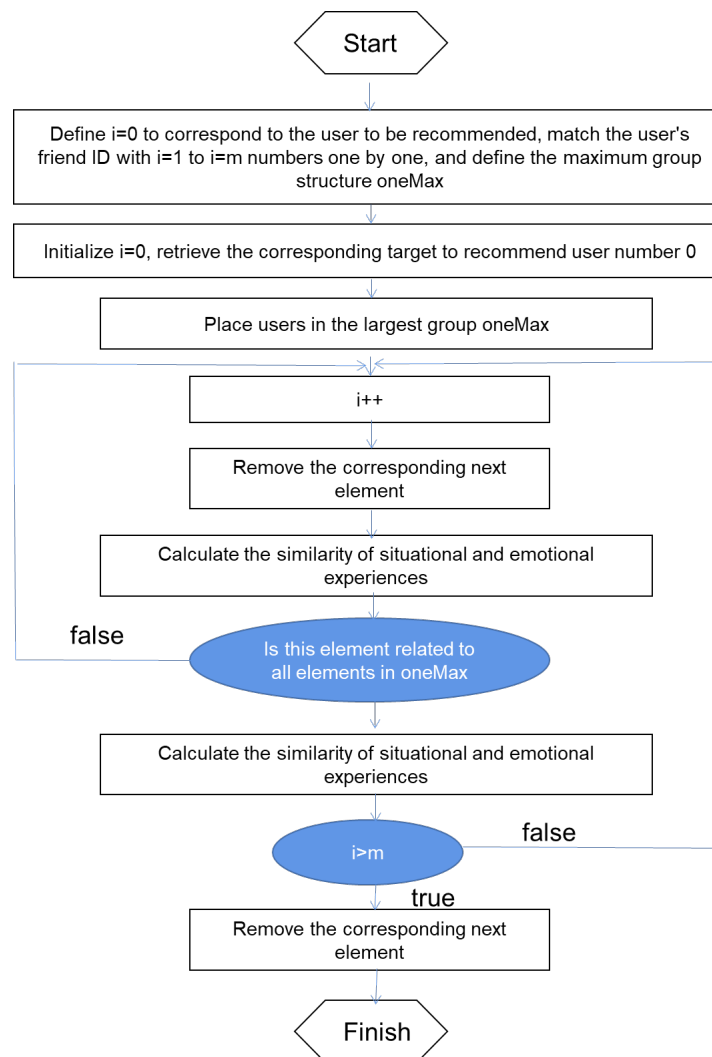 Start
Define i=0 to correspond to the user to be recommended, match the user's
friend ID with i=1 to i=m numbers one by one, and define the maximum group
structure oneMax
Initialize i=0, retrieve the corresponding target to recommend user number 0
Place users in the largest group oneMax
i++
Remove the corresponding next
element
Calculate the similarity of situational and emotional
experiences
false
Is this element related to
all elements in oneMax
Calculate the similarity of situational and emotional
experiences
false
i>m
true
Remove the corresponding next
element
Finish